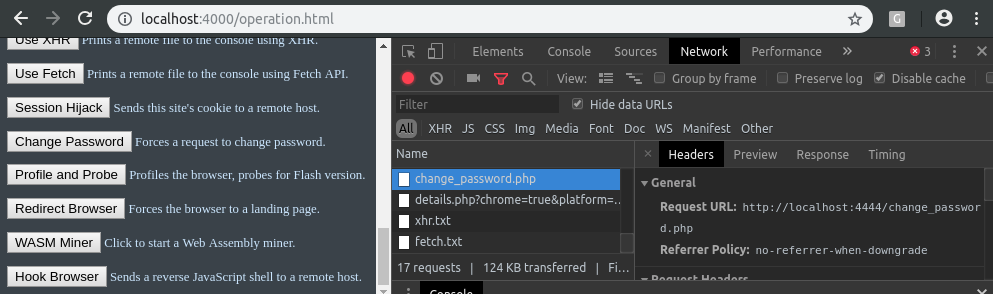 localhost:4000/operation.html
G
Use XHR Prints a remote file to the console using XHR.
Use Fetch Prints a remote file to the console using Fetch API.
Session Hijack Sends this site's cookie to a remote host.
Change Password Forces a request to change password.
Profile and Probe Profiles the browser, probes for Flash version.
Redirect Browser Forces the browser to a landing page.
WASM Miner Click to start a Web Assembly miner.
Hook Browser Sends a reverse JavaScript shell to a remote host.
Elements Console Sources Network Performance » 3
View: Group by frame Preserve log Disable cache
Filter Hide data URLs
All XHR JS CSS Img Media Font Doc WS Manifest Other
Name
change_password.php
details.php?chrome=true&platform=...
xhr.txt
fetch.txt
17 requests | 124 KB transferred | Fi...
× Headers Preview Response Timing
General
Request URL: http://localhost:4444/change_passwor
d.php
Referrer Policy: no-referrer-when-downgrade
Request Headers
Console